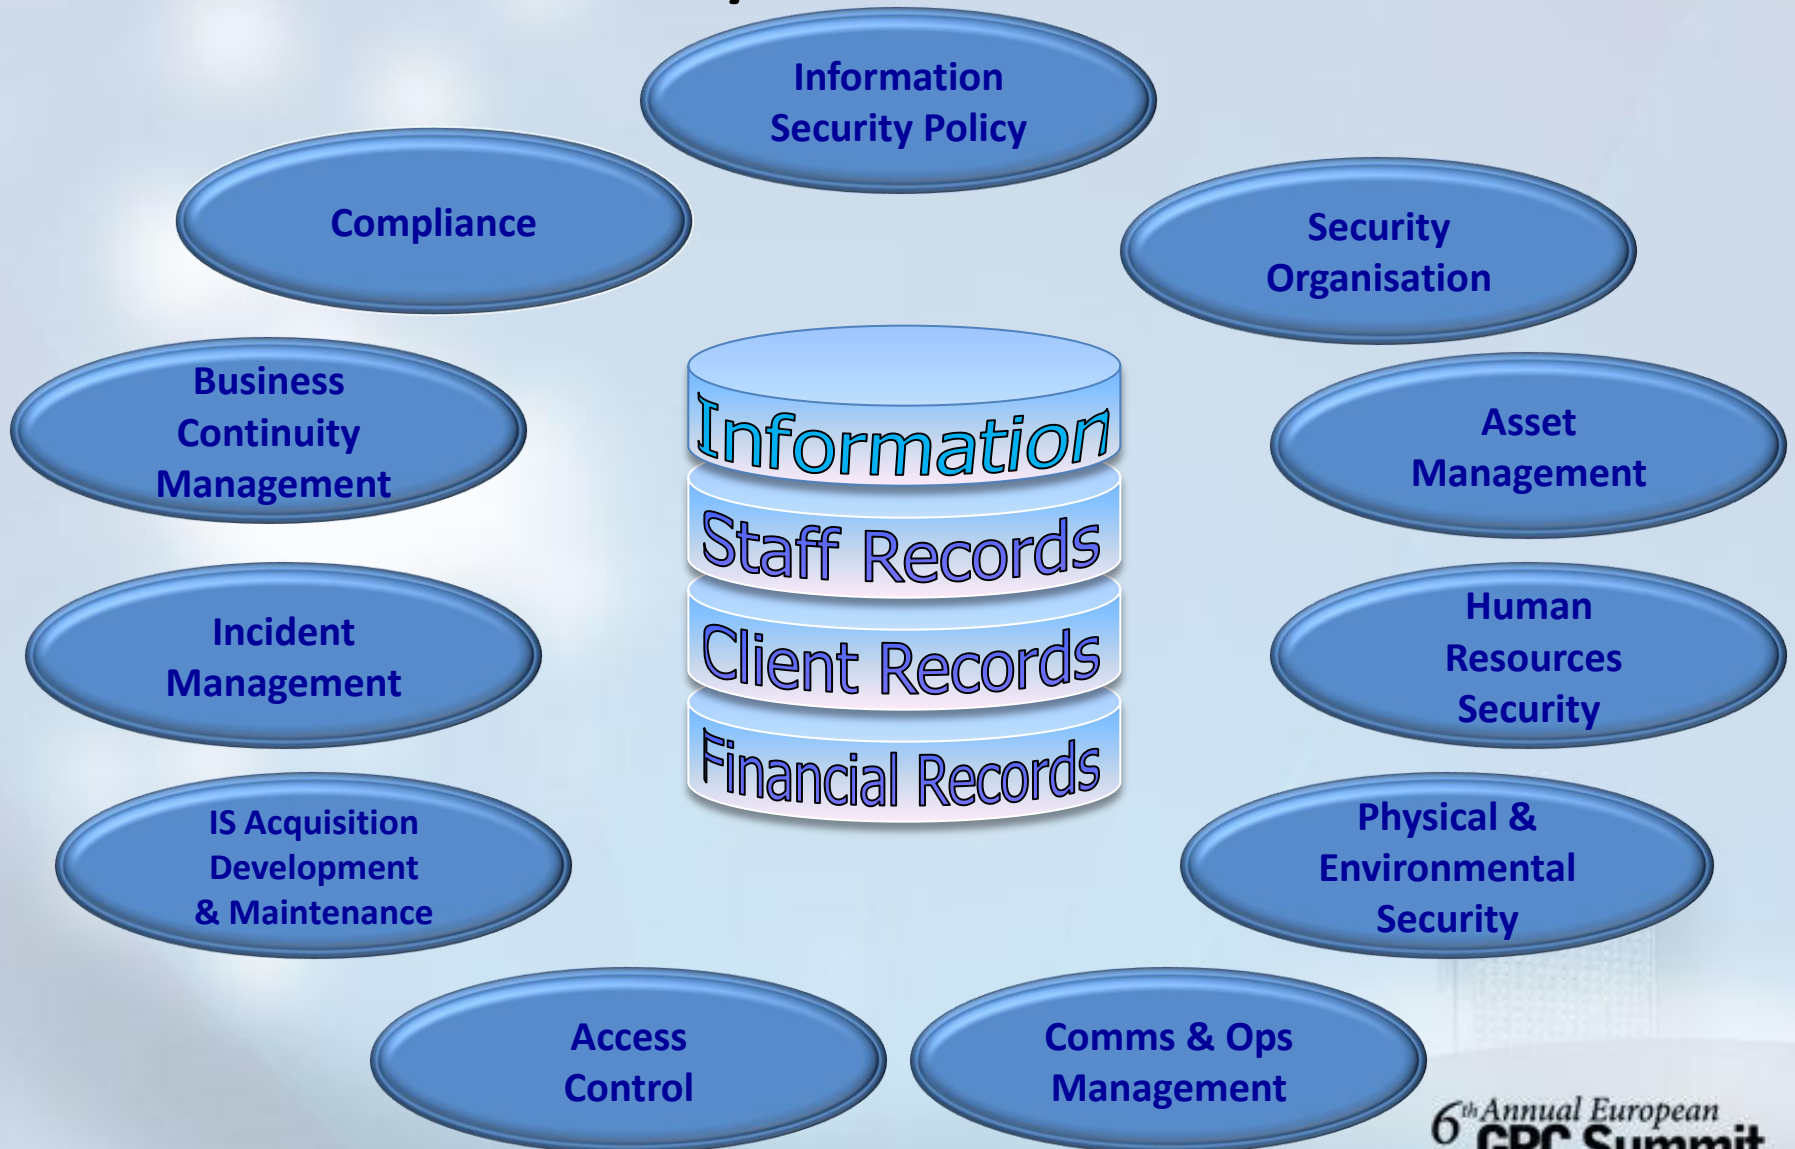 Information
Security Policy
Compliance
Security
Organisation
Business
Continuity
Management
Asset
Management
Information
Staff Records
Client Records
Financial Records
Incident
Management
Human
Resources
Security
IS Acquisition
Development
& Maintenance
Physical &
Environmental
Security
Access
Control
Comms & Ops
Management
6th Annual European
GRC Summit